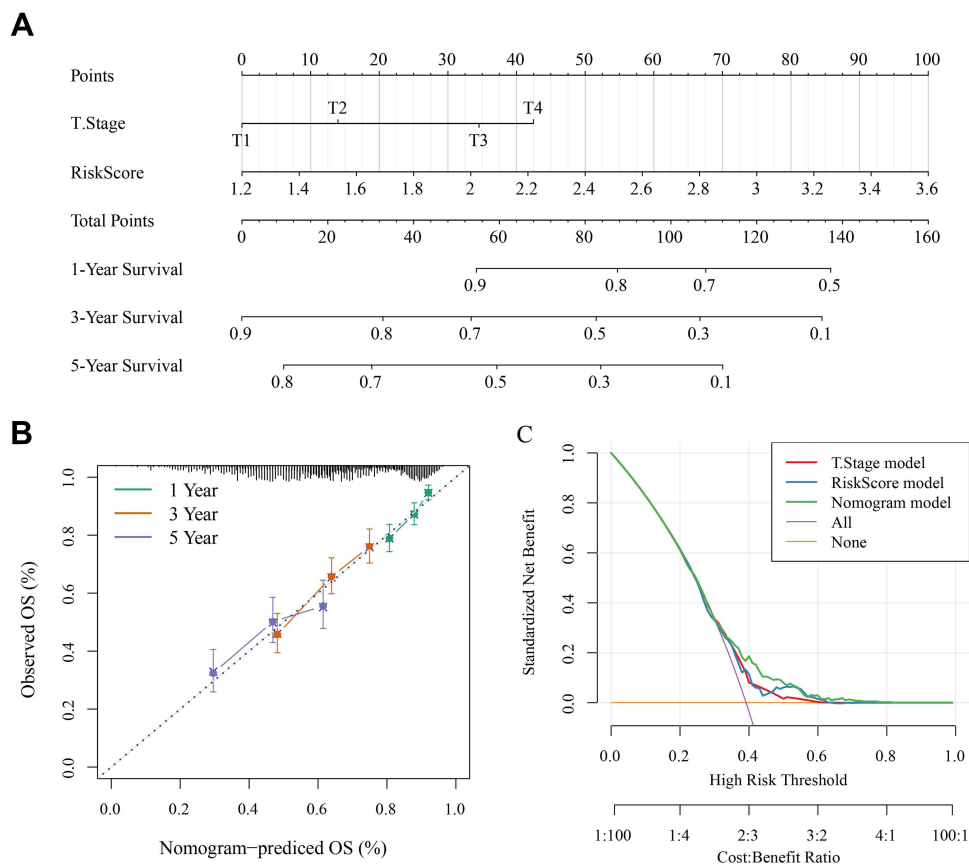 A
Points
0 10 20 30 40 50 60 70 80 90 100
T.Stage
T1 T2 T3 T4
RiskScore
1.2 1.4 1.6 1.8 2 2.2 2.4 2.6 2.8 3 3.2 3.4 3.6
Total Points
0 20 40 60 80 100 120 140 160
1-Year Survival
0.9 0.8 0.7 0.5
3-Year Survival
0.9 0.8 0.7 0.5 0.3 0.1
5-Year Survival
0.8 0.7 0.5 0.3 0.1
B
1 Year
3 Year
5 Year
Observed OS (%)
0.0 0.2 0.4 0.6 0.8 1.0
0.0 0.2 0.4 0.6 0.8 1.0
Nomogram−prediced OS (%)
C
T.Stage model
RiskScore model
Nomogram model
All
None
Standardized Net Benefit
0.0 0.2 0.4 0.6 0.8 1.0
0.0 0.2 0.4 0.6 0.8 1.0
High Risk Threshold
1:100 1:4 2:3 3:2 4:1 100:1
Cost:Benefit Ratio